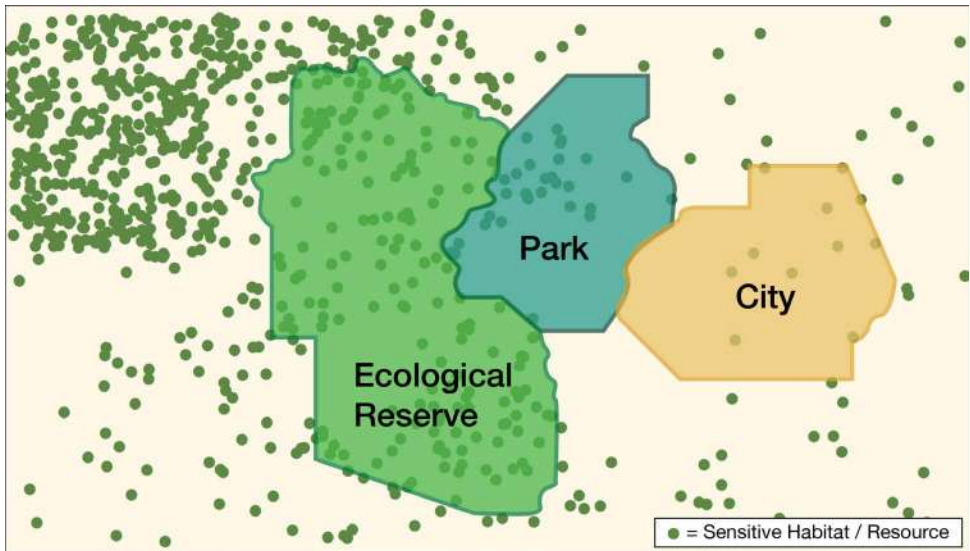 Park
City
Ecological
Reserve
= Sensitive Habitat / Resource